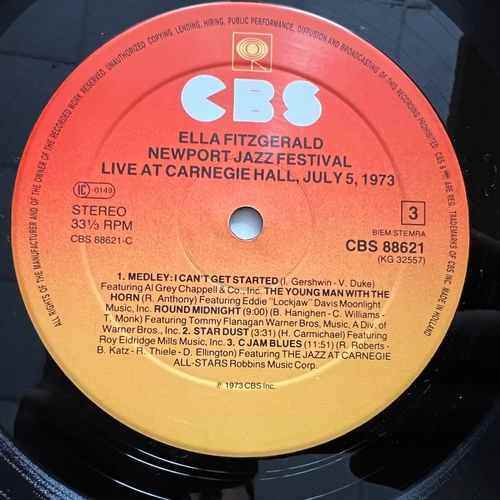 UNAUTHORIZED COPYING, LENDING, HIRING, PUBLIC PERFORMANCE, DIFFUSION AND BROADCASTING OF THIS RECORD PROHIBITED. CBS & ARE REG. TRADEMARKS OF CBS INC. MADE IN HOLLAND
ALL RIGHTS OF THE MANUFACTURER AND OF THE OWNER OF THE RECORDED WORK RESERVED.
CBS
ELLA FITZGERALD
NEWPORT JAZZ FESTIVAL
LIVE AT CARNEGIE HALL, JULY 5, 1973
IC 0149
STEREO
33⅓ RPM
CBS 88621-C
3
BIEM STEMRA
CBS 88621
(KG 32557)
1. MEDLEY: I CAN'T GET STARTED (I. Gershwin - V. Duke)
Featuring Al Grey Chappell & Co., Inc. THE YOUNG MAN WITH THE
HORN (R. Anthony) Featuring Eddie "Lockjaw" Davis Moonlight
Music, Inc. ROUND MIDNIGHT (9:00) (B. Hanighen - C. Williams -
T. Monk) Featuring Tommy Flanagan Warner Bros., Music, A Div. of
Warner Bros., Inc. 2. STAR DUST (3:31) (H. Carmichael) Featuring
Roy Eldridge Mills Music, Inc. 3. C JAM BLUES (11:51) (R. Roberts -
B. Katz - R. Thiele - D. Ellington) Featuring THE JAZZ AT CARNEGIE
ALL-STARS Robbins Music Corp.
℗ 1973 CBS Inc.